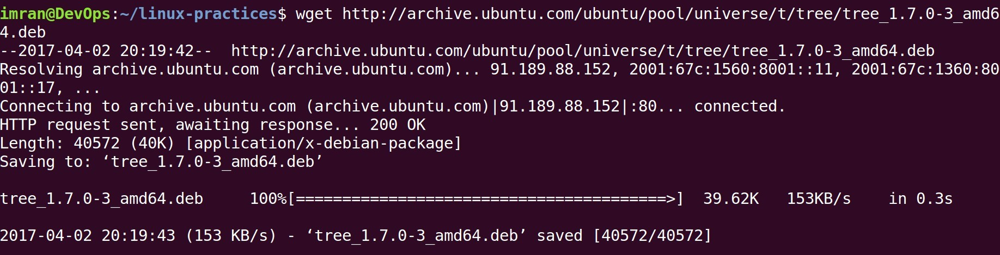 imran@DevOps:~/linux-practices$ wget http://archive.ubuntu.com/ubuntu/pool/universe/t/tree/tree_1.7.0-3_amd6
4.deb
--2017-04-02 20:19:42--  http://archive.ubuntu.com/ubuntu/pool/universe/t/tree/tree_1.7.0-3_amd64.deb
Resolving archive.ubuntu.com (archive.ubuntu.com)... 91.189.88.152, 2001:67c:1560:8001::11, 2001:67c:1360:80
01::17, ...
Connecting to archive.ubuntu.com (archive.ubuntu.com)|91.189.88.152|:80... connected.
HTTP request sent, awaiting response... 200 OK
Length: 40572 (40K) [application/x-debian-package]
Saving to: ‘tree_1.7.0-3_amd64.deb’
tree_1.7.0-3_amd64.deb     100%[========================================>]  39.62K   153KB/s    in 0.3s
2017-04-02 20:19:43 (153 KB/s) - ‘tree_1.7.0-3_amd64.deb’ saved [40572/40572]